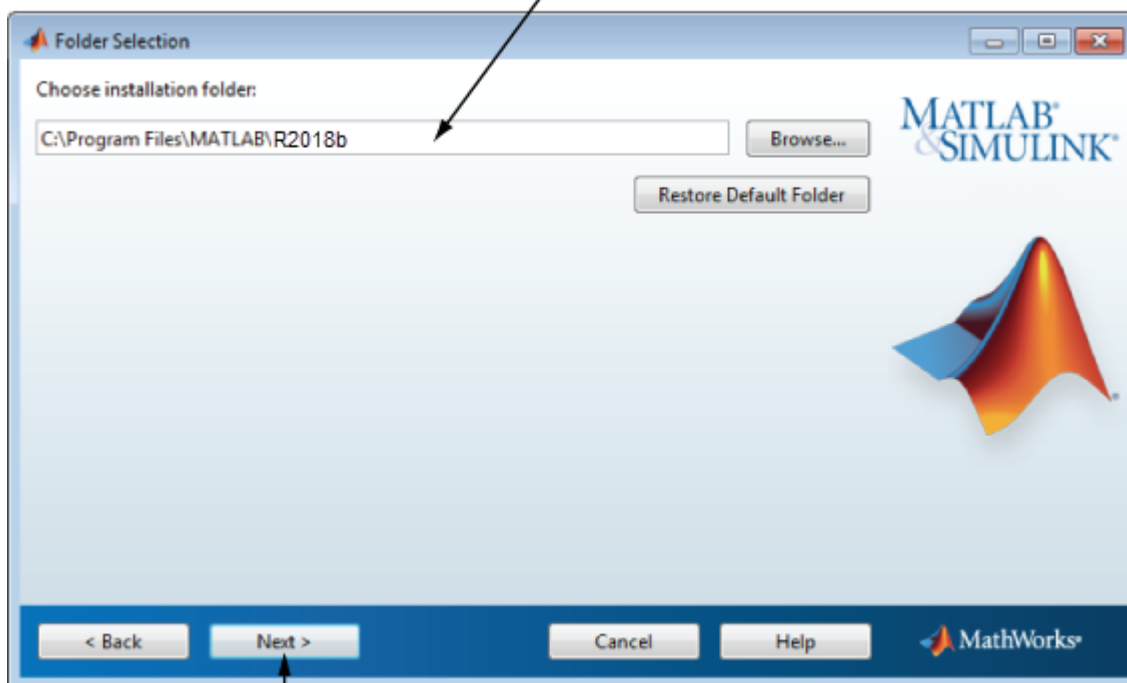 Folder Selection
Choose installation folder:
C:\Program Files\MATLAB\R2018b
Browse...
Restore Default Folder
MATLAB®
&SIMULINK®
®
< Back
Next >
Cancel
Help
MathWorks®